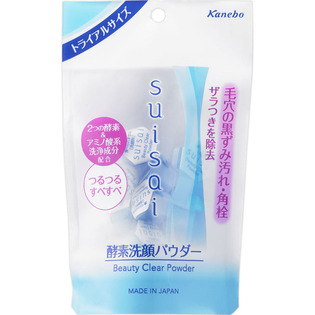 トライアルサイズ
Kanebo
suisai
毛穴の黒ずみ汚れ・角栓
ザラつきを除去
2つの酵素
&
アミノ酸系
洗浄成分
配合
つるつる
すべすべ
酵素洗顔パウダー
Beauty Clear Powder
MADE IN JAPAN